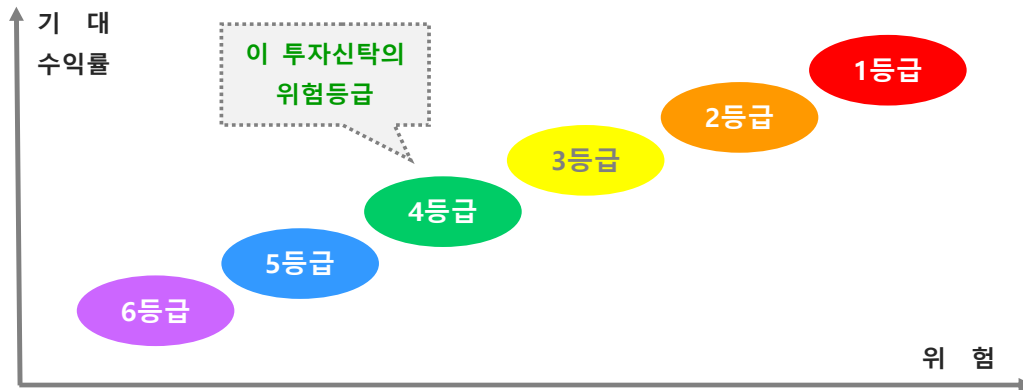 기 대
수익률
이 투자신탁의
위험등급
1등급
2등급
3등급
4등급
5등급
6등급
위 험